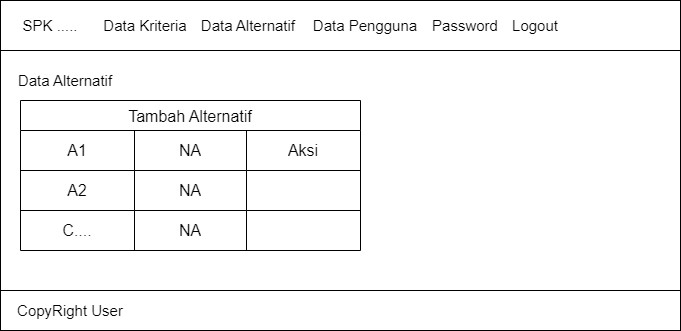 SPK ..... Data Kriteria Data Alternatif Data Pengguna Password Logout
Data Alternatif
Tambah Alternatif
A1 NA Aksi
A2 NA
C.... NA
CopyRight User